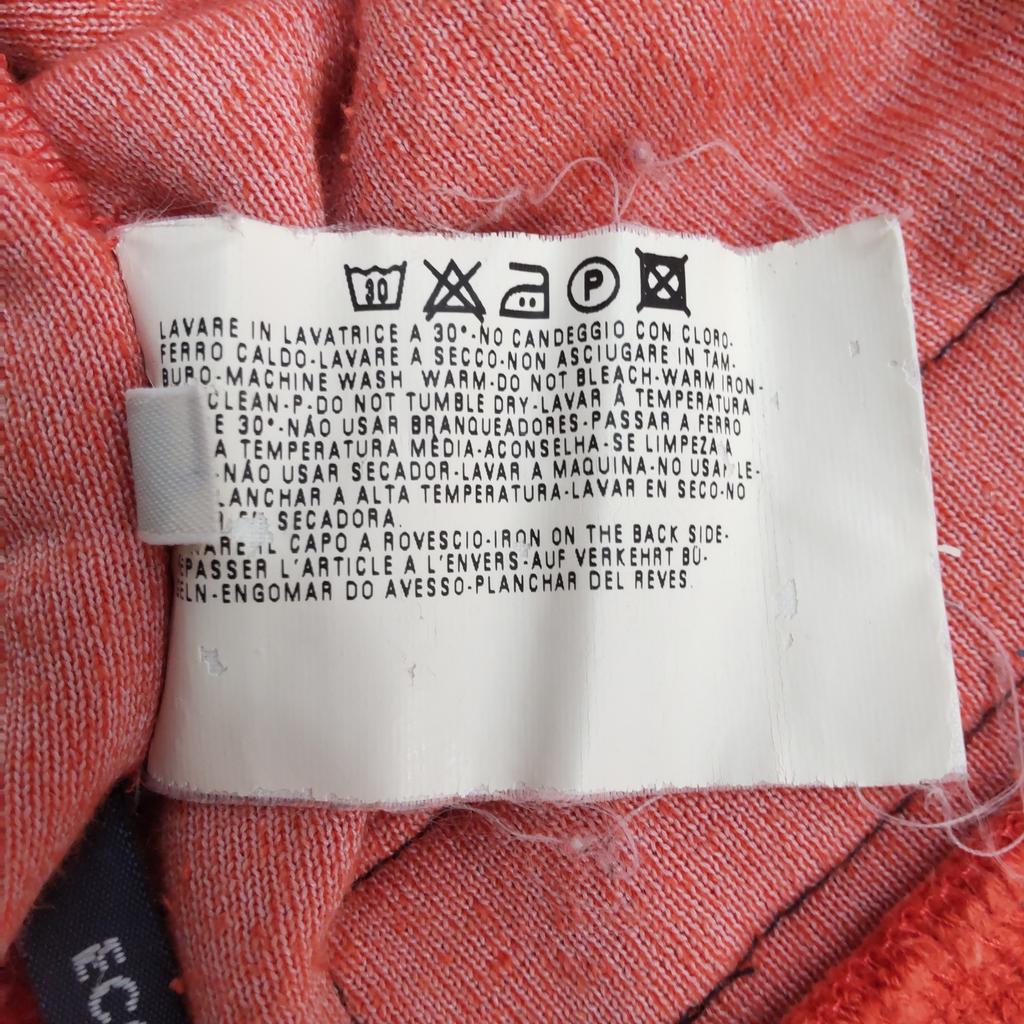 30 P
LAVARE IN LAVATRICE A 30°-NO CANDEGGIO CON CLORO-
FERRO CALDO-LAVARE A SECCO-NON ASCIUGARE IN TAM-
BURO-MACHINE WASH WARM-DO NOT BLEACH-WARM IRON-
CLEAN-P-DO NOT TUMBLE DRY-LAVAR Á TEMPERATURA
E 30°-NÃO USAR BRANQUEADORES-PASSAR A FERRO
A TEMPERATURA MÉDIA-ACONSELHA-SE LIMPEZA A
-NÃO USAR SECADOR-LAVAR A MAQUINA-NO USAR LE-
LANCHAR A ALTA TEMPERATURA-LAVAR EN SECO-NO
SECADORA.
IL CAPO A ROVESCIO-IRON ON THE BACK SIDE-
PASSER L'ARTICLE A L'ENVERS-AUF VERKEHRT BÜ-
ELN-ENGOMAR DO AVESSO-PLANCHAR DEL REVES.
EC